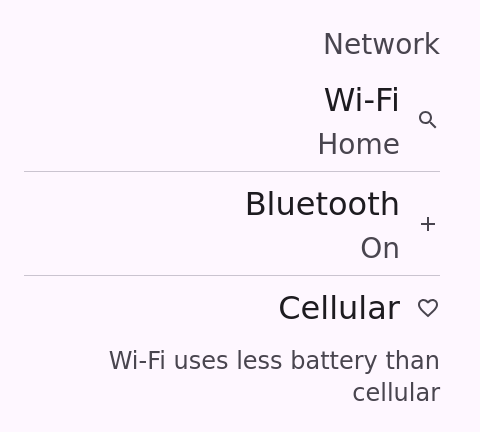 Network
Wi-Fi
Home
Bluetooth
On
Cellular
Wi-Fi uses less battery than
cellular